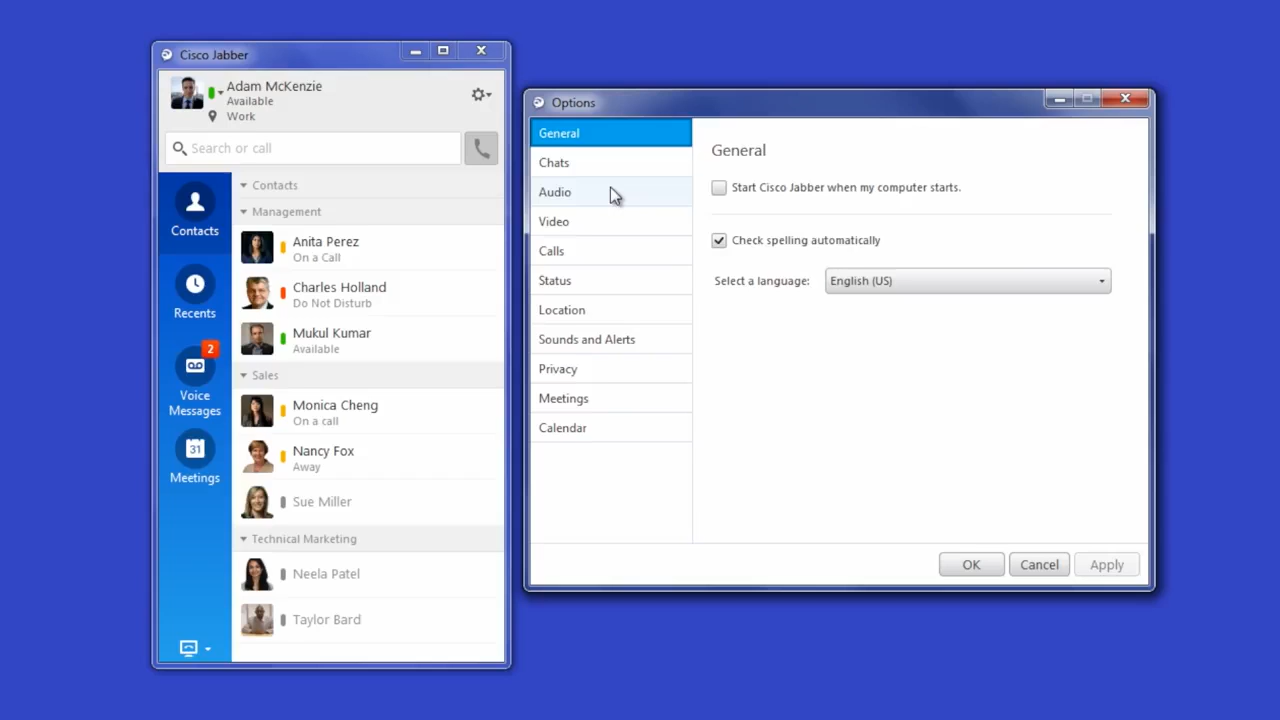 Cisco Jabber
Adam McKenzie
Available
Work
Search or call
Contacts
Recents
2
Voice
Messages
31
Meetings
Contacts
Management
Anita Perez
On a Call
Charles Holland
Do Not Disturb
Mukul Kumar
Available
Sales
Monica Cheng
On a call
Nancy Fox
Away
Sue Miller
Technical Marketing
Neela Patel
Taylor Bard
Options
General
Chats
Audio
Video
Calls
Status
Location
Sounds and Alerts
Privacy
Meetings
Calendar
General
Start Cisco Jabber when my computer starts.
Check spelling automatically
Select a language: English (US)
OK Cancel Apply